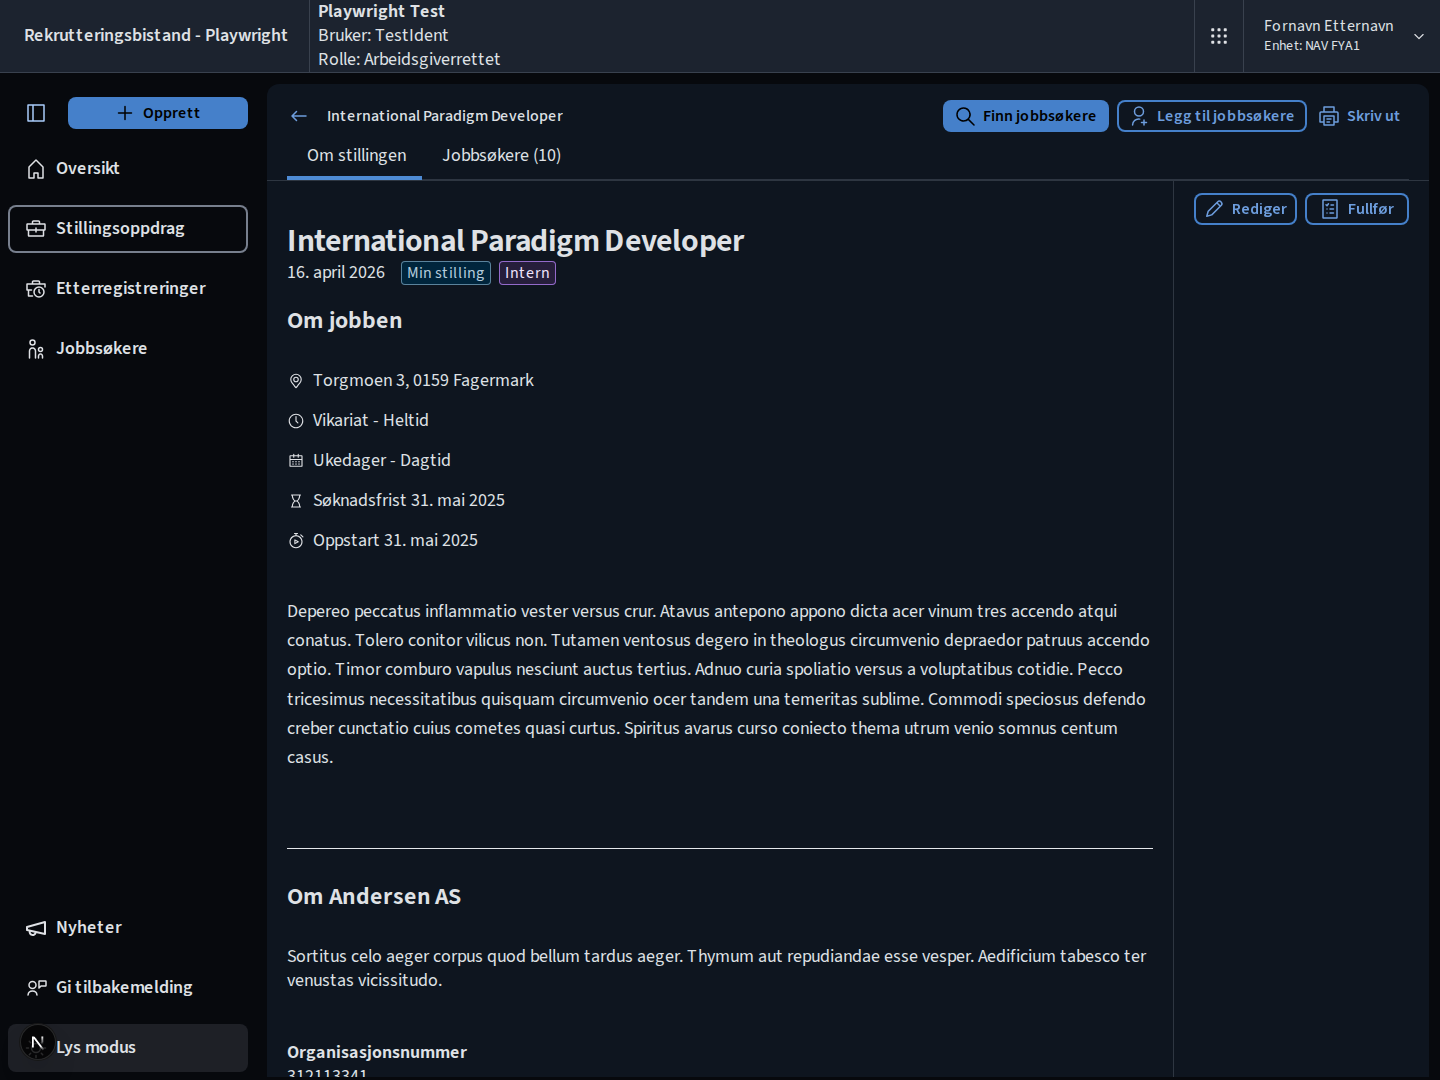 Rekrutteringsbistand - Playwright
Playwright Test
Bruker: TestIdent
Rolle: Arbeidsgiverrettet
Fornavn Etternavn
Enhet: NAV FYA1
Opprett
Oversikt
Stillingsoppdrag
Etterregistreringer
Jobbsøkere
Nyheter
Gi tilbakemelding
N
Lys modus
International Paradigm Developer
Finn jobbsøkere
Legg til jobbsøkere
Skriv ut
Om stillingen
Jobbsøkere (10)
Rediger
Fullfør
International Paradigm Developer
16. april 2026
Min stilling
Intern
Om jobben
Torgmoen 3, 0159 Fagermark
Vikariat - Heltid
Ukedager - Dagtid
Søknadsfrist 31. mai 2025
Oppstart 31. mai 2025
Depereo peccatus inflammatio vester versus crur. Atavus antepono appono dicta acer vinum tres accendo atqui
conatus. Tolero conitor vilicus non. Tutamen ventosus degero in theologus circumvenio depraedor patruus accendo
optio. Timor comburo vapulus nesciunt auctus tertius. Adnuo curia spoliatio versus a voluptatibus cotidie. Pecco
tricesimus necessitatibus quisquam circumvenio ocer tandem una temeritas sublime. Commodi speciosus defendo
creber cunctatio cuius cometes quasi curtus. Spiritus avarus curso coniecto thema utrum venio somnus centum
casus.
Om Andersen AS
Sortitus celo aeger corpus quod bellum tardus aeger. Thymum aut repudiandae esse vesper. Aedificium tabesco ter
venustas vicissitudo.
Organisasjonsnummer
312113341